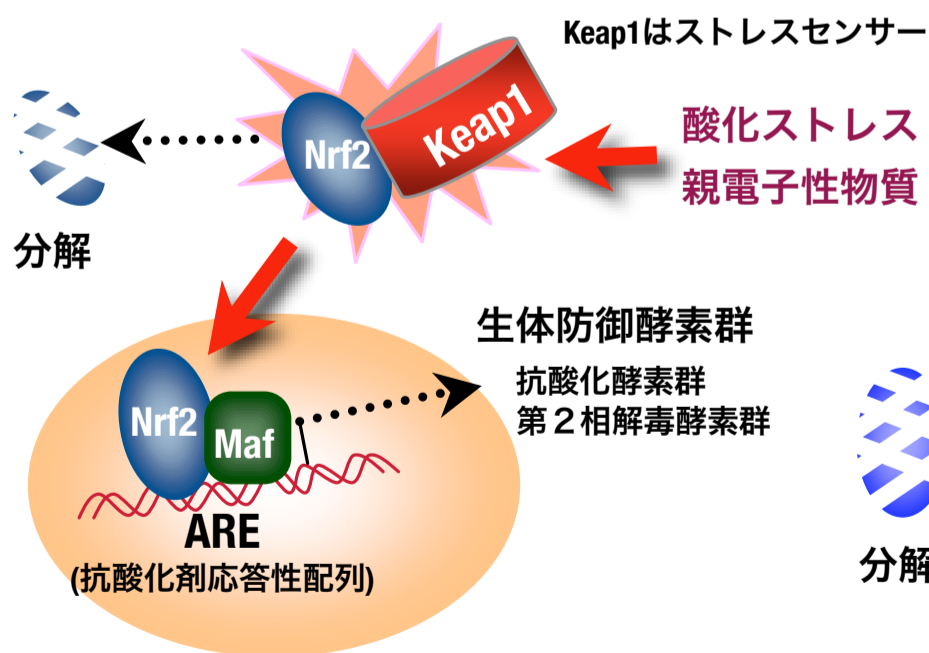 Keap1はストレスセンサー
Nrf2
Keap1
酸化ストレス
親電子性物質
分解
生体防御酵素群
抗酸化酵素群
第２相解毒酵素群
Nrf2
Maf
ARE
(抗酸化剤応答性配列)
分解